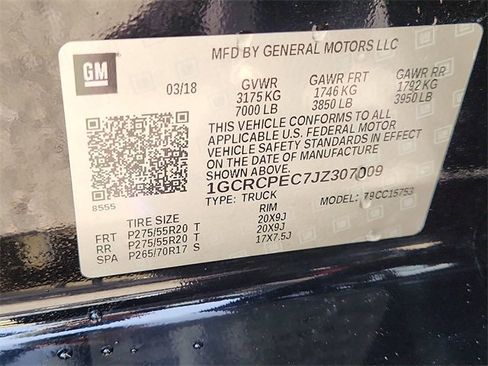 GM
MFD BY GENERAL MOTORS LLC
03/18 GVWR GAWR FRT GAWR RR
3175 KG 1746 KG 1792 KG
7000 LB 3850 LB 3950 LB
THIS VEHICLE CONFORMS TO ALL
APPLICABLE U.S. FEDERAL MOTOR
VEHICLE SAFETY STANDARDS IN EFFECT
ON THE DATE OF MANUFACTURE SHOWN ABOVE.
1GCRCPEC7JZ307009
TYPE: TRUCK MODEL: 79CC15753
8555
TIRE SIZE RIM
FRT P275/55R20 T 20X9J
RR P275/55R20 T 20X9J
SPA P265/70R17 S 17X7.5J